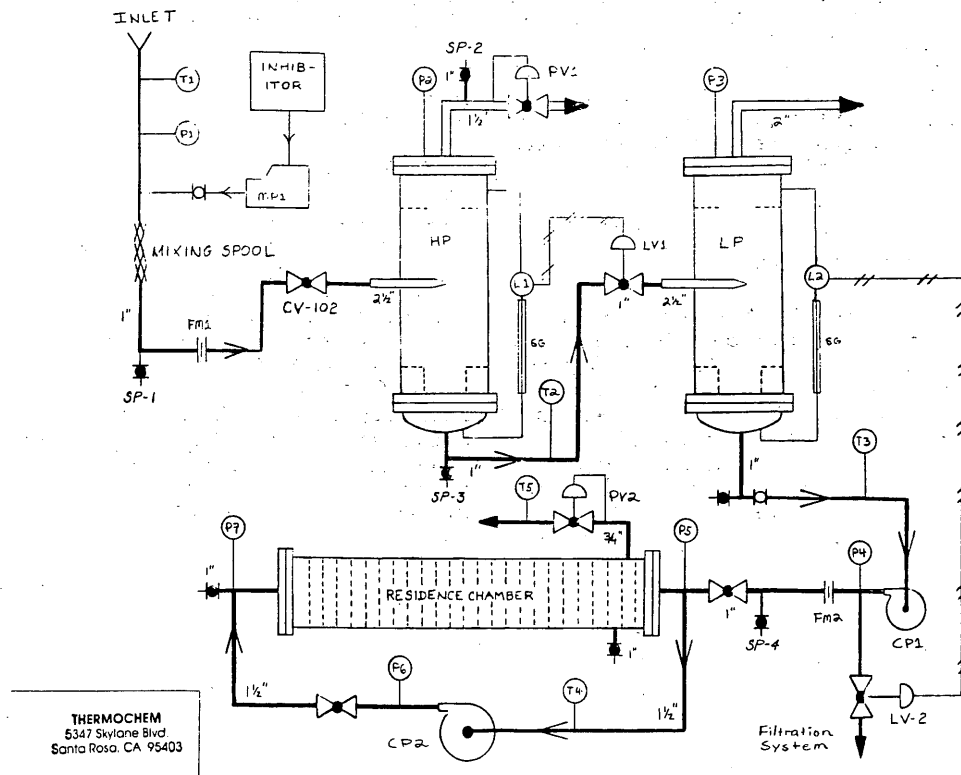 INLET
T1
INHIB-
ITOR
P1
M.P1
MIXING SPOOL
1"
FM1
SP-1
CV-102
2½"
P2
SP-2
1"
PV1
1½"
HP
L1
SG
T2
1"
SP-3
LV1
1"
2½"
P3
2"
LP
L2
SG
1"
T3
T5
PV2
¾"
P7
1"
RESIDENCE CHAMBER
1"
P5
1"
SP-4
FM2
P4
CP1
LV-2
Filtration
System
1½"
P6
CP2
T4
1½"
THERMOCHEM
5347 Skylane Blvd.
Santa Rosa, CA 95403